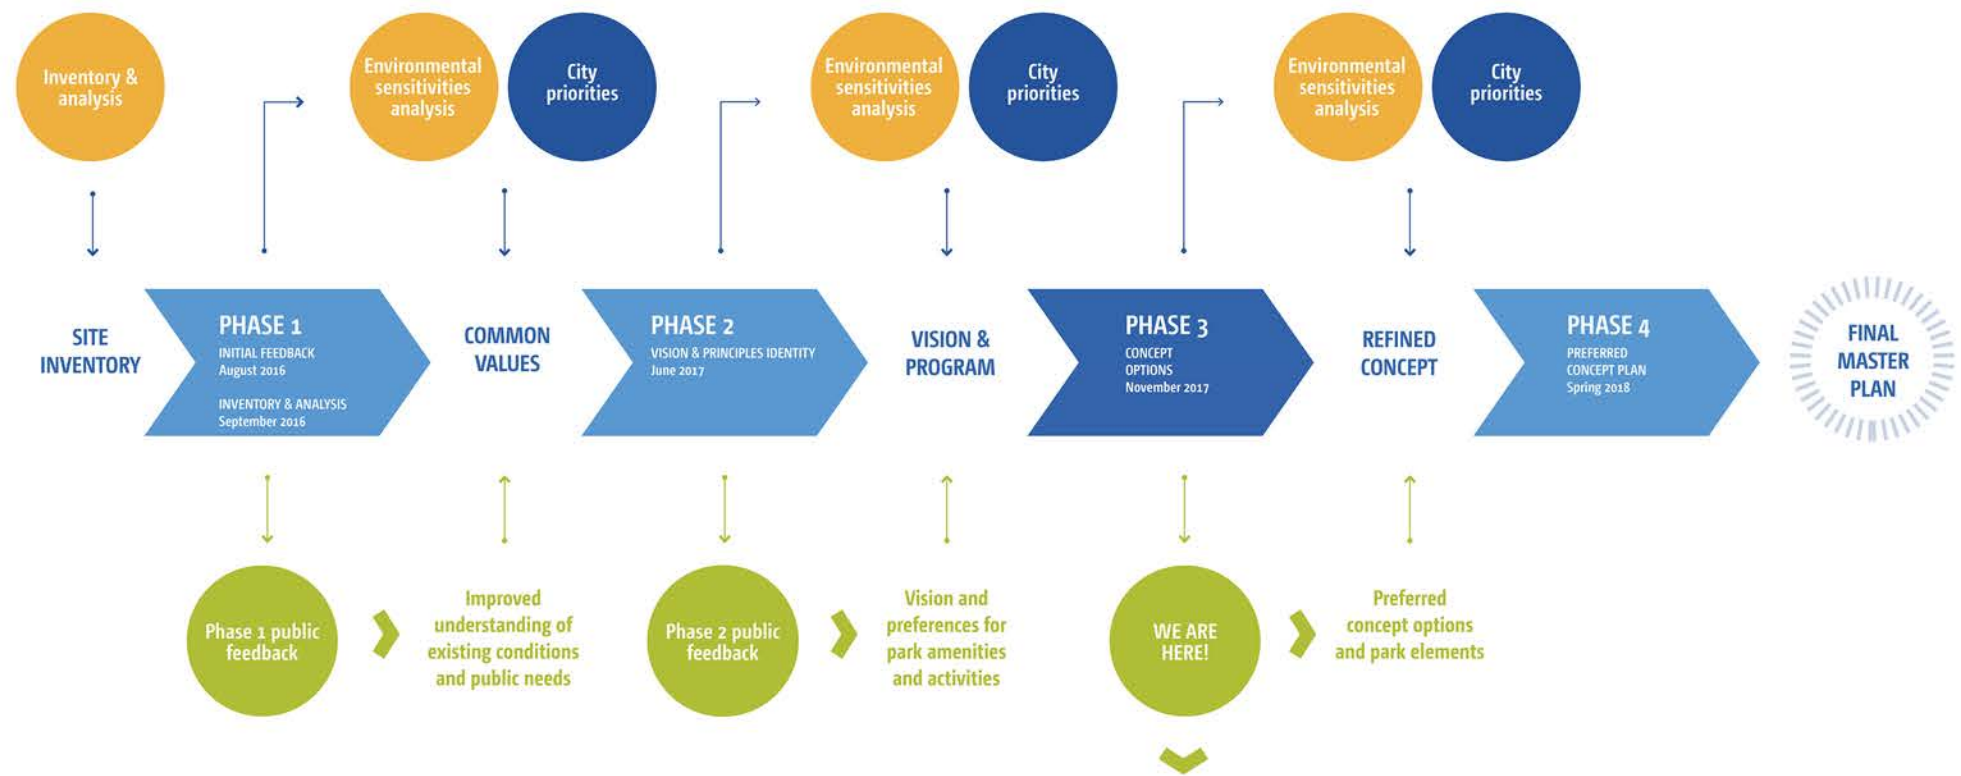 Inventory &
analysis
Environmental
sensitivities
analysis
City
priorities
Environmental
sensitivities
analysis
City
priorities
Environmental
sensitivities
analysis
City
priorities
SITE
INVENTORY
PHASE 1
INITIAL FEEDBACK
August 2016
INVENTORY & ANALYSIS
September 2016
COMMON
VALUES
PHASE 2
VISION & PRINCIPLES IDENTITY
June 2017
VISION &
PROGRAM
PHASE 3
CONCEPT
OPTIONS
November 2017
REFINED
CONCEPT
PHASE 4
PREFERRED
CONCEPT PLAN
Spring 2018
FINAL
MASTER
PLAN
Phase 1 public
feedback
Improved
understanding of
existing conditions
and public needs
Phase 2 public
feedback
Vision and
preferences for
park amenities
and activities
WE ARE
HERE!
Preferred
concept options
and park elements